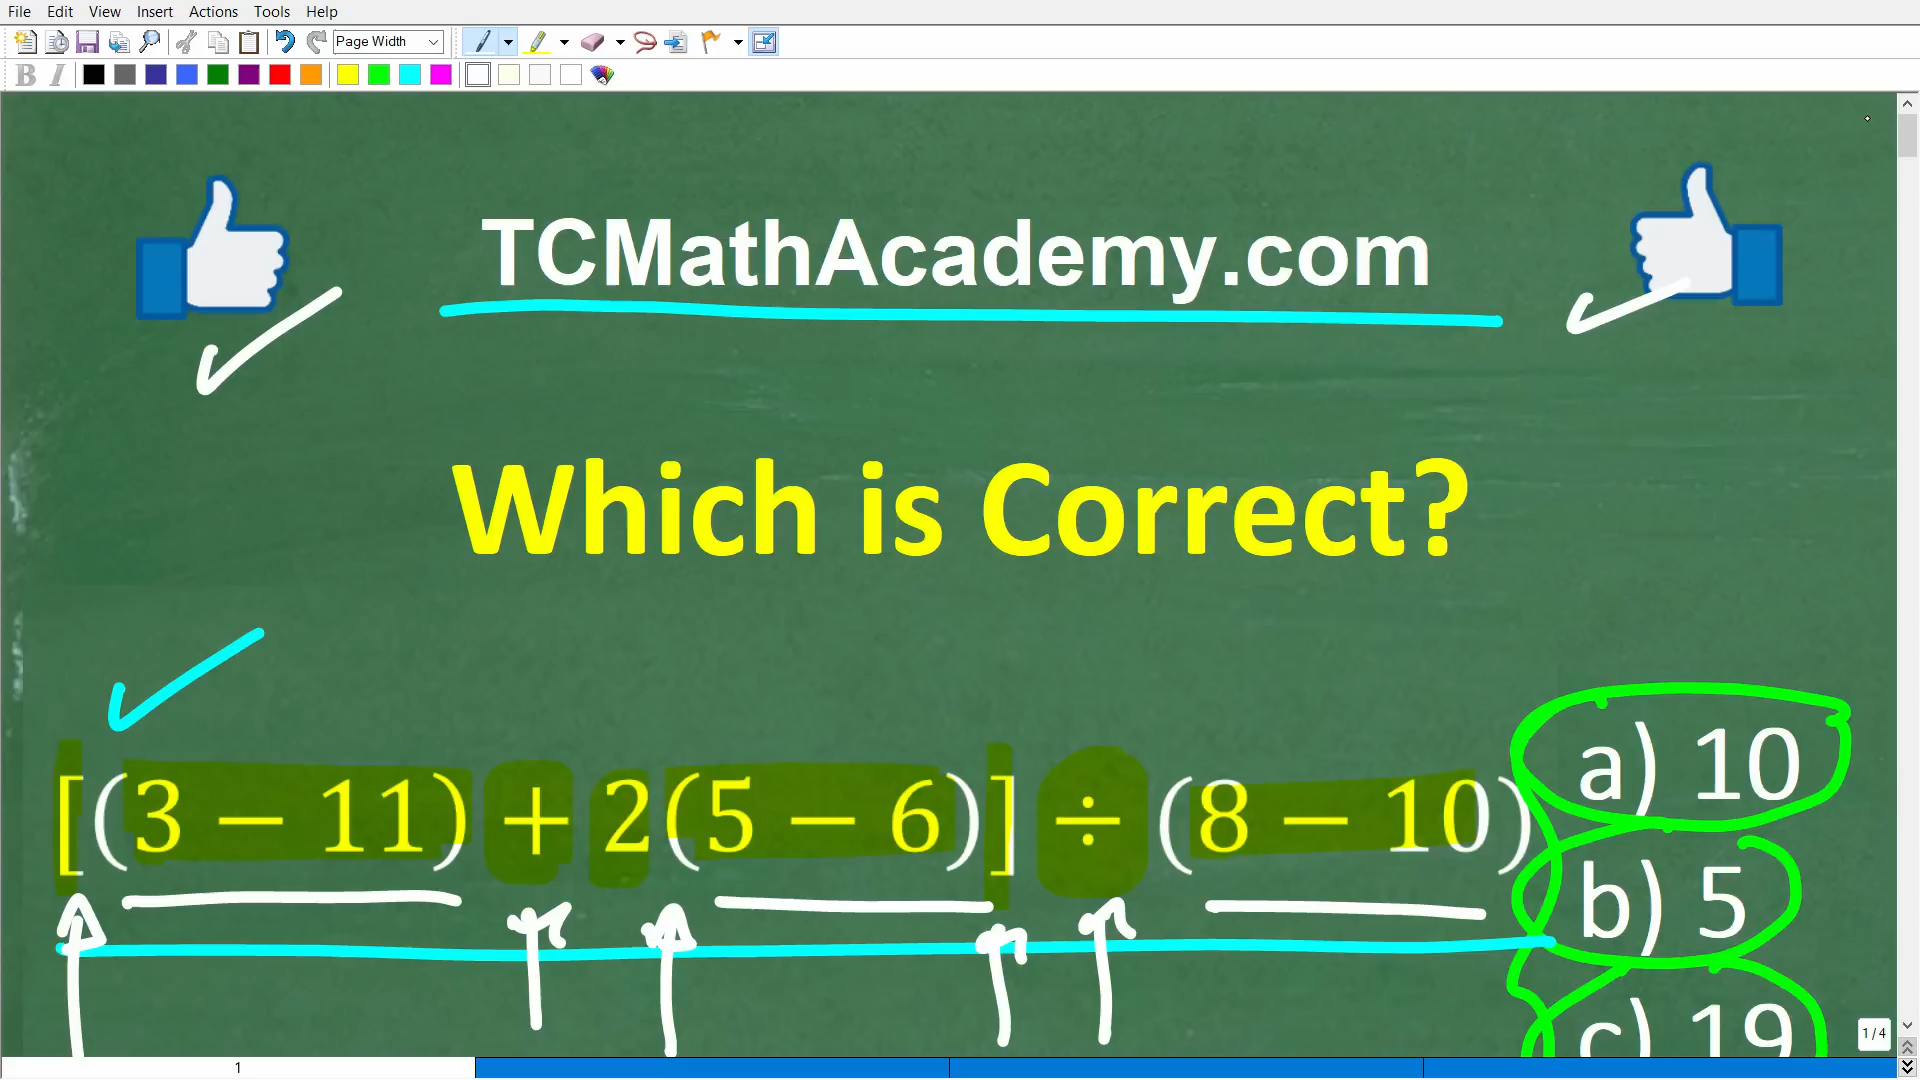 File Edit View Insert Actions Tools Help
Page Width
B I
TCMathAcademy.com
Which is Correct?
[(3 − 11) + 2(5 − 6)] ÷ (8 − 10)
a) 10
b) 5
c) 19
1 / 4
1